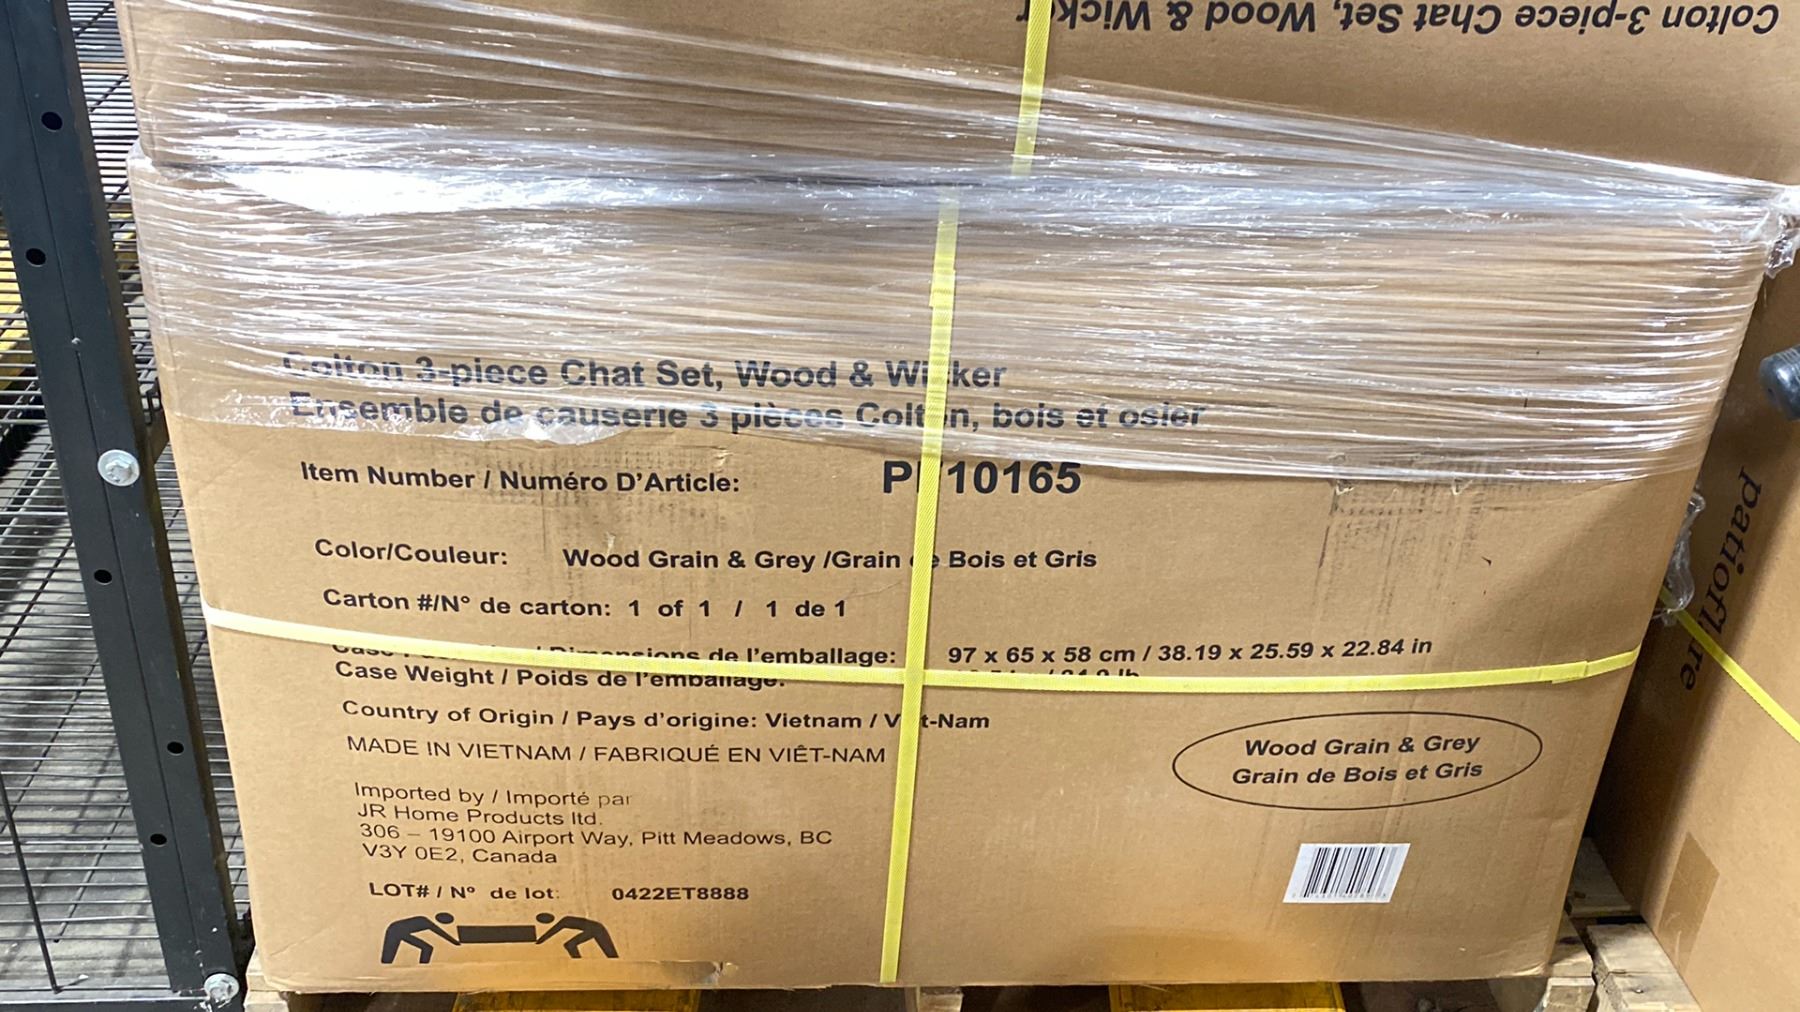 Colton 3-piece Chat Set, Wood & Wicker
Colton 3-piece Chat Set, Wood & Wicker
Ensemble de causerie 3 pièces Colton, bois et osier
Item Number / Numéro D'Article: 10165
Color/Couleur: Wood Grain & Grey /Grain de Bois et Gris
Carton #/N° de carton: 1 of 1 / 1 de 1
Dimensions de l'emballage: 97 x 65 x 58 cm / 38.19 x 25.59 x 22.84 in
Case Weight / Poids de l'emballage:
Country of Origin / Pays d'origine: Vietnam / Viêt-Nam
MADE IN VIETNAM / FABRIQUÉ EN VIÊT-NAM
Wood Grain & Grey
Grain de Bois et Gris
Imported by / Importé par
JR Home Products ltd.
306 – 19100 Airport Way, Pitt Meadows, BC
V3Y 0E2, Canada
LOT# / N° de lot: 0422ET8888
patioflare